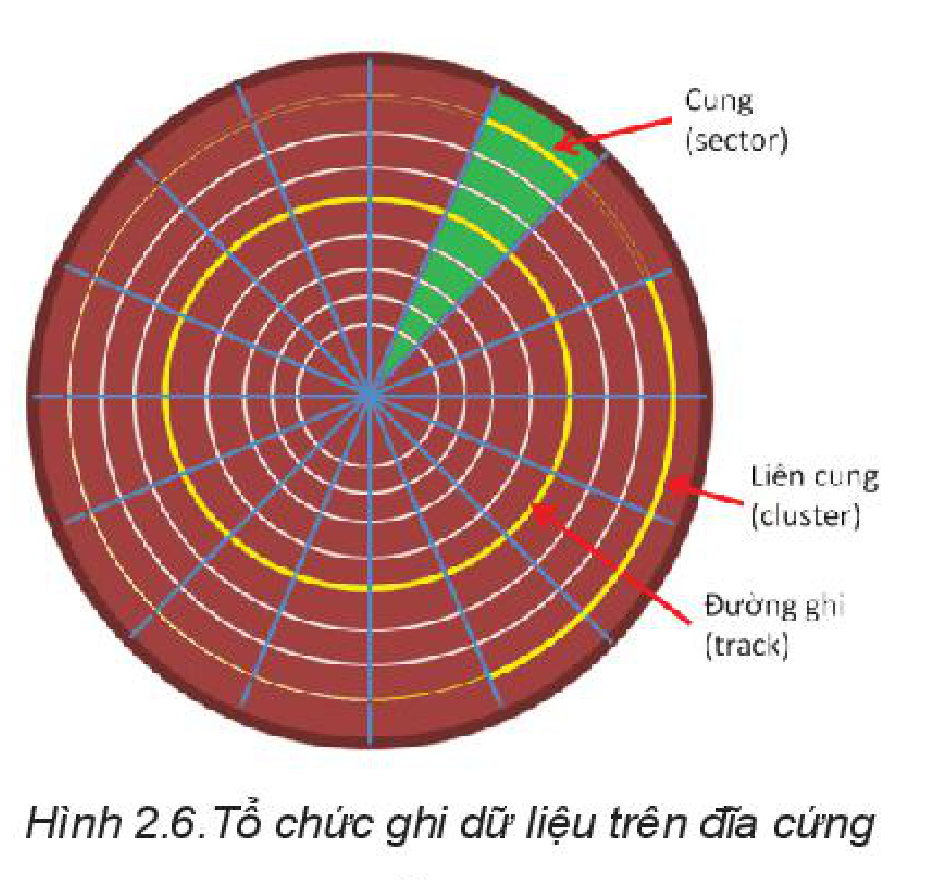 Cung
(sector)
Liên cung
(cluster)
Đường ghi
(track)
Hình 2.6. Tổ chức ghi dữ liệu trên đĩa cứng